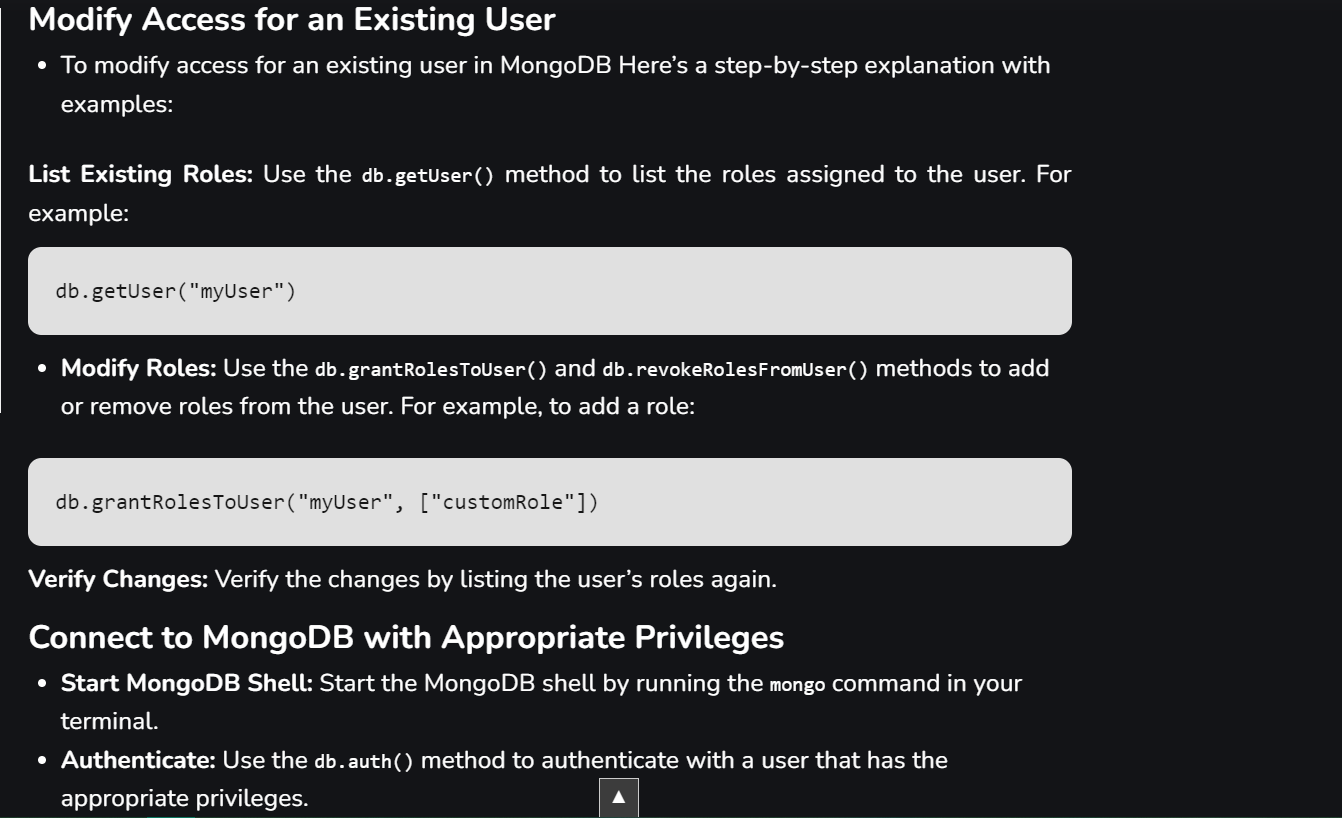 Modify Access for an Existing User
• To modify access for an existing user in MongoDB Here’s a step-by-step explanation with
examples:
List Existing Roles: Use the db.getUser() method to list the roles assigned to the user. For
example:
db.getUser("myUser")
• Modify Roles: Use the db.grantRolesToUser() and db.revokeRolesFromUser() methods to add
or remove roles from the user. For example, to add a role:
db.grantRolesToUser("myUser", ["customRole"])
Verify Changes: Verify the changes by listing the user’s roles again.
Connect to MongoDB with Appropriate Privileges
• Start MongoDB Shell: Start the MongoDB shell by running the mongo command in your
terminal.
• Authenticate: Use the db.auth() method to authenticate with a user that has the
appropriate privileges.
▲